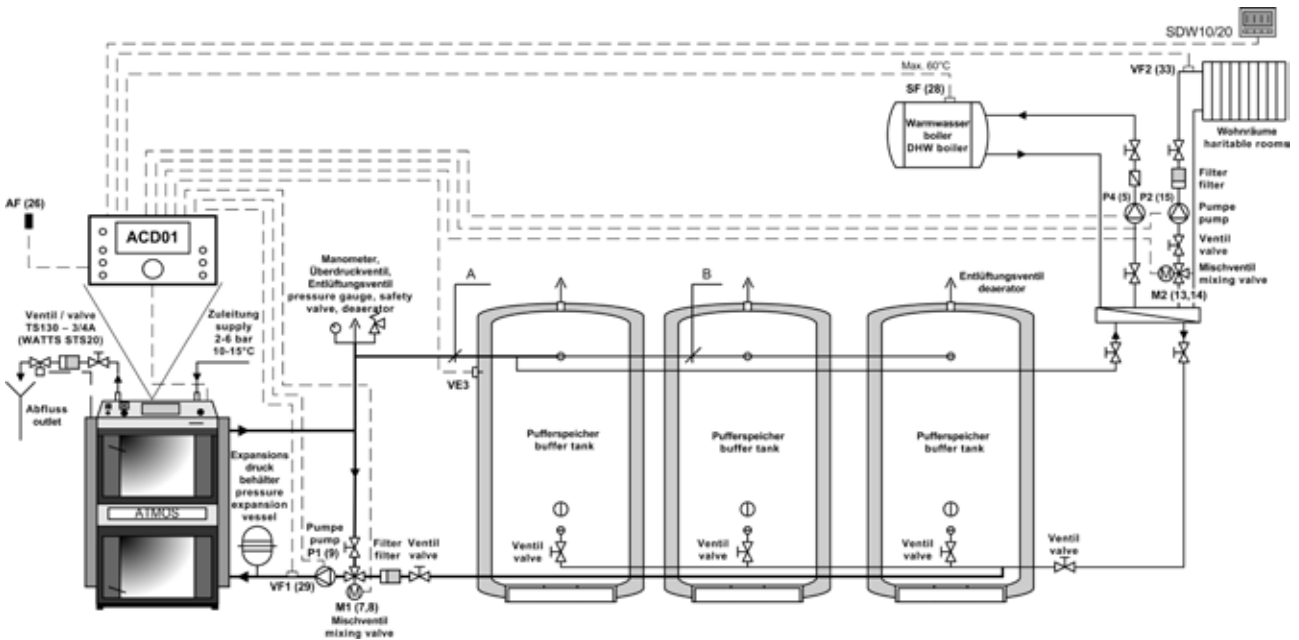 SDW10/20
Max. 60°C
SF (28)
VF2 (33)
Warmwasser
boiler
DHW boiler
Wohnräume
haritable rooms
Filter
filter
P4 (5)
P2 (15)
Pumpe
pump
Ventil
valve
Mischventil
mixing valve
M
M2 (13,14)
AF (26)
ACD01
Manometer,
Überdruckventil,
Entlüftungsventil
pressure gauge, safety
valve, deaerator
A
B
Entlüftungsventil
deaerator
Ventil / valve
TS130 – 3/4A
(WATTS STS20)
Zuleitung
supply
2-6 bar
10-15°C
VE3
Abfluss
outlet
Pufferspeicher
buffer tank
Pufferspeicher
buffer tank
Pufferspeicher
buffer tank
Expansions
druck
behälter
pressure
expansion
vessel
ATMOS
Pumpe
pump
P1 (9)
Filter
filter
Ventil
valve
Ventil
valve
Ventil
valve
Ventil
valve
Ventil
valve
VF1 (29)
M
M1 (7,8)
Mischventil
mixing valve